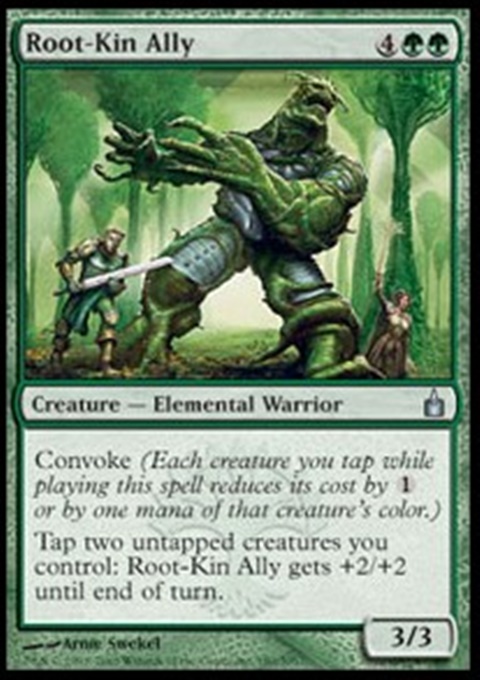 Root-Kin Ally 4
Creature — Elemental Warrior
Convoke (Each creature you tap while
playing this spell reduces its cost by 1
or by one mana of that creature's color.)
Tap two untapped creatures you
control: Root-Kin Ally gets +2/+2
until end of turn.
Arnie Swekel
3/3